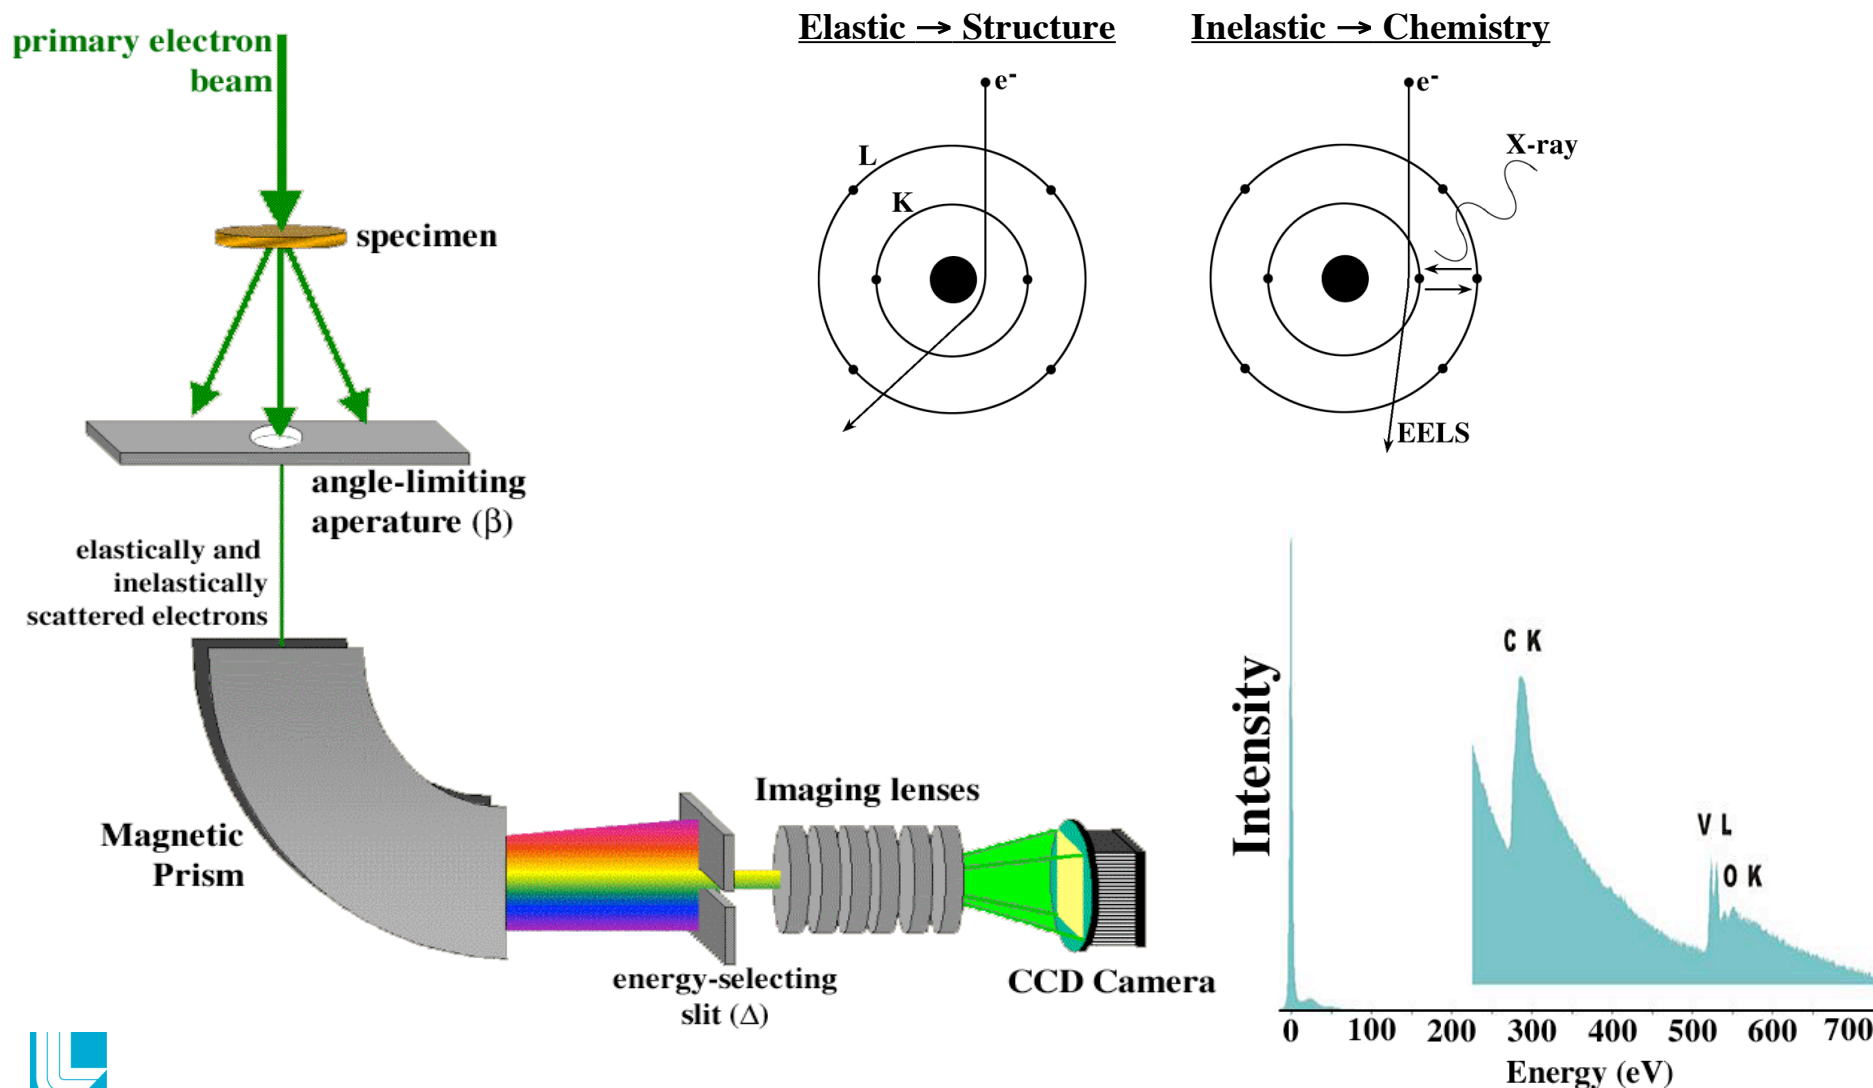 primary electron
beam
specimen
angle-limiting
aperature (β)
elastically and
inelastically
scattered electrons
Magnetic
Prism
energy-selecting
slit (Δ)
Imaging lenses
CCD Camera
Elastic → Structure
e-
L
K
Inelastic → Chemistry
e-
X-ray
EELS
Intensity
C K
V L
O K
0 100 200 300 400 500 600 700
Energy (eV)